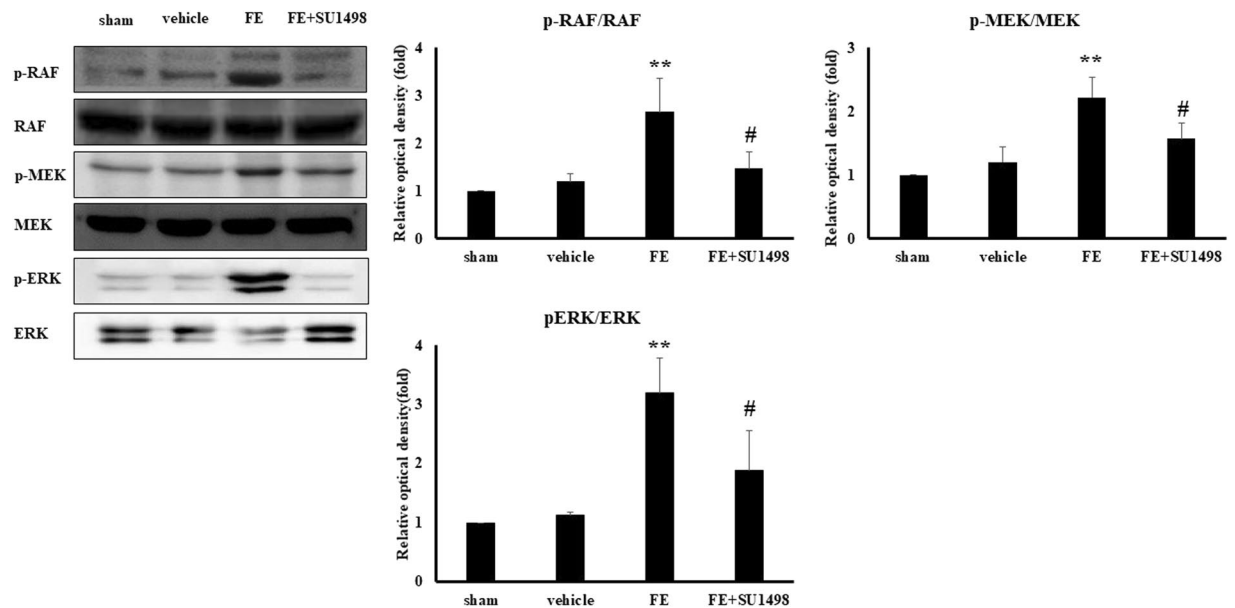 sham vehicle FE FE+SU1498
p-RAF
RAF
p-MEK
MEK
p-ERK
ERK
p-RAF/RAF
Relative optical density (fold)
4
3
2
1
0
**
#
sham vehicle FE FE+SU1498
p-MEK/MEK
Relative optical density (fold)
3
2
1
0
**
#
sham vehicle FE FE+SU1498
pERK/ERK
Relative optical density(fold)
4
3
2
1
0
**
#
sham vehicle FE FE+SU1498